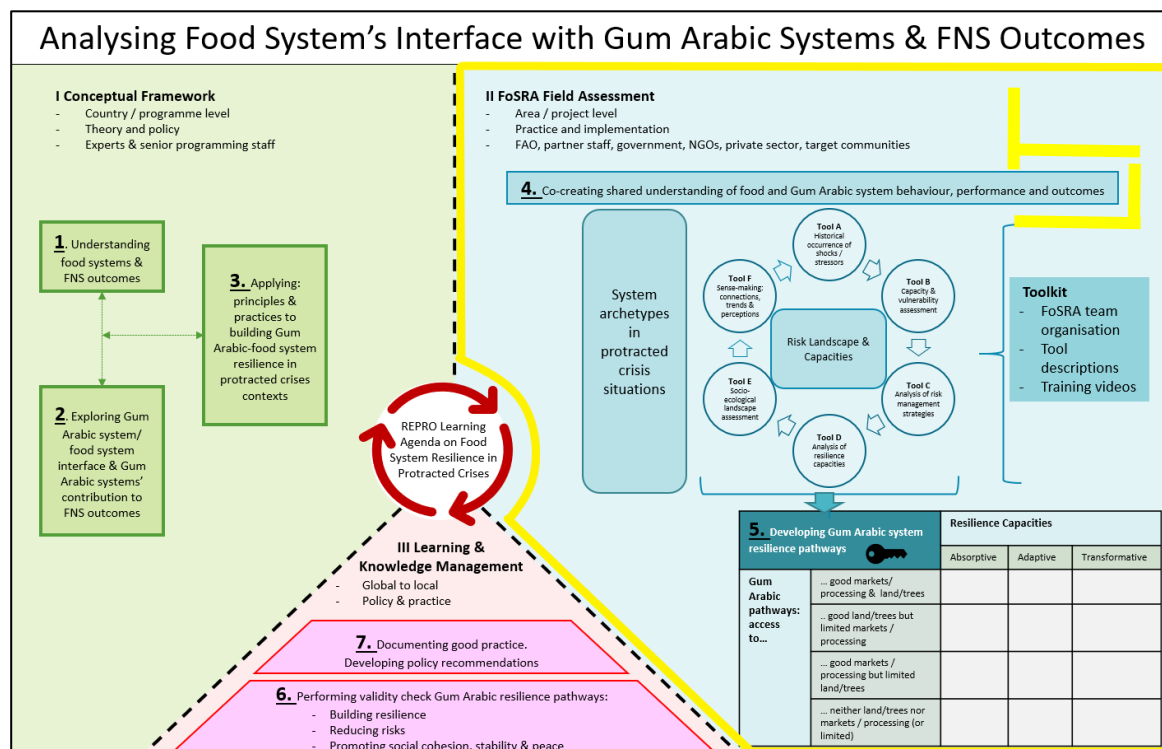 Analysing Food System's Interface with Gum Arabic Systems & FNS Outcomes
I Conceptual Framework
- Country / programme level
- Theory and policy
- Experts & senior programming staff
1. Understanding
food systems &
FNS outcomes
3. Applying:
principles &
practices to
building Gum
Arabic-food system
resilience in
protracted crises
contexts
2. Exploring Gum
Arabic system/
food system
interface & Gum
Arabic systems'
contribution to
FNS outcomes
II FoSRA Field Assessment
- Area / project level
- Practice and implementation
- FAO, partner staff, government, NGOs, private sector, target communities
4. Co-creating shared understanding of food and Gum Arabic system behaviour, performance and outcomes
System
archetypes
in
protracted
crisis
situations
Tool A
Historical
occurrence of
shocks /
stressors
Tool B
Capacity &
vulnerability
assessment
Tool C
Analysis of risk
management
strategies
Tool D
Analysis of
resilience
capacities
Tool E
Socio-
ecological
landscape
assessment
Tool F
Sense-making:
connections,
trends &
perceptions
Risk Landscape &
Capacities
Toolkit
- FoSRA team
organisation
- Tool
descriptions
- Training videos
5. Developing Gum Arabic system
resilience pathways
Resilience Capacities
Absorptive
Adaptive
Transformative
Gum
Arabic
pathways:
access
to...
... good markets/
processing & land/trees
.. good land/trees but
limited markets /
processing
... good markets /
processing but limited
land/trees
... neither land/trees nor
markets / processing (or
limited)
REPRO Learning
Agenda on Food
System Resilience in
Protracted Crises
III Learning &
Knowledge Management
- Global to local
- Policy & practice
7. Documenting good practice.
Developing policy recommendations
6. Performing validity check Gum Arabic resilience pathways:
- Building resilience
- Reducing risks
- Promoting social cohesion, stability & peace